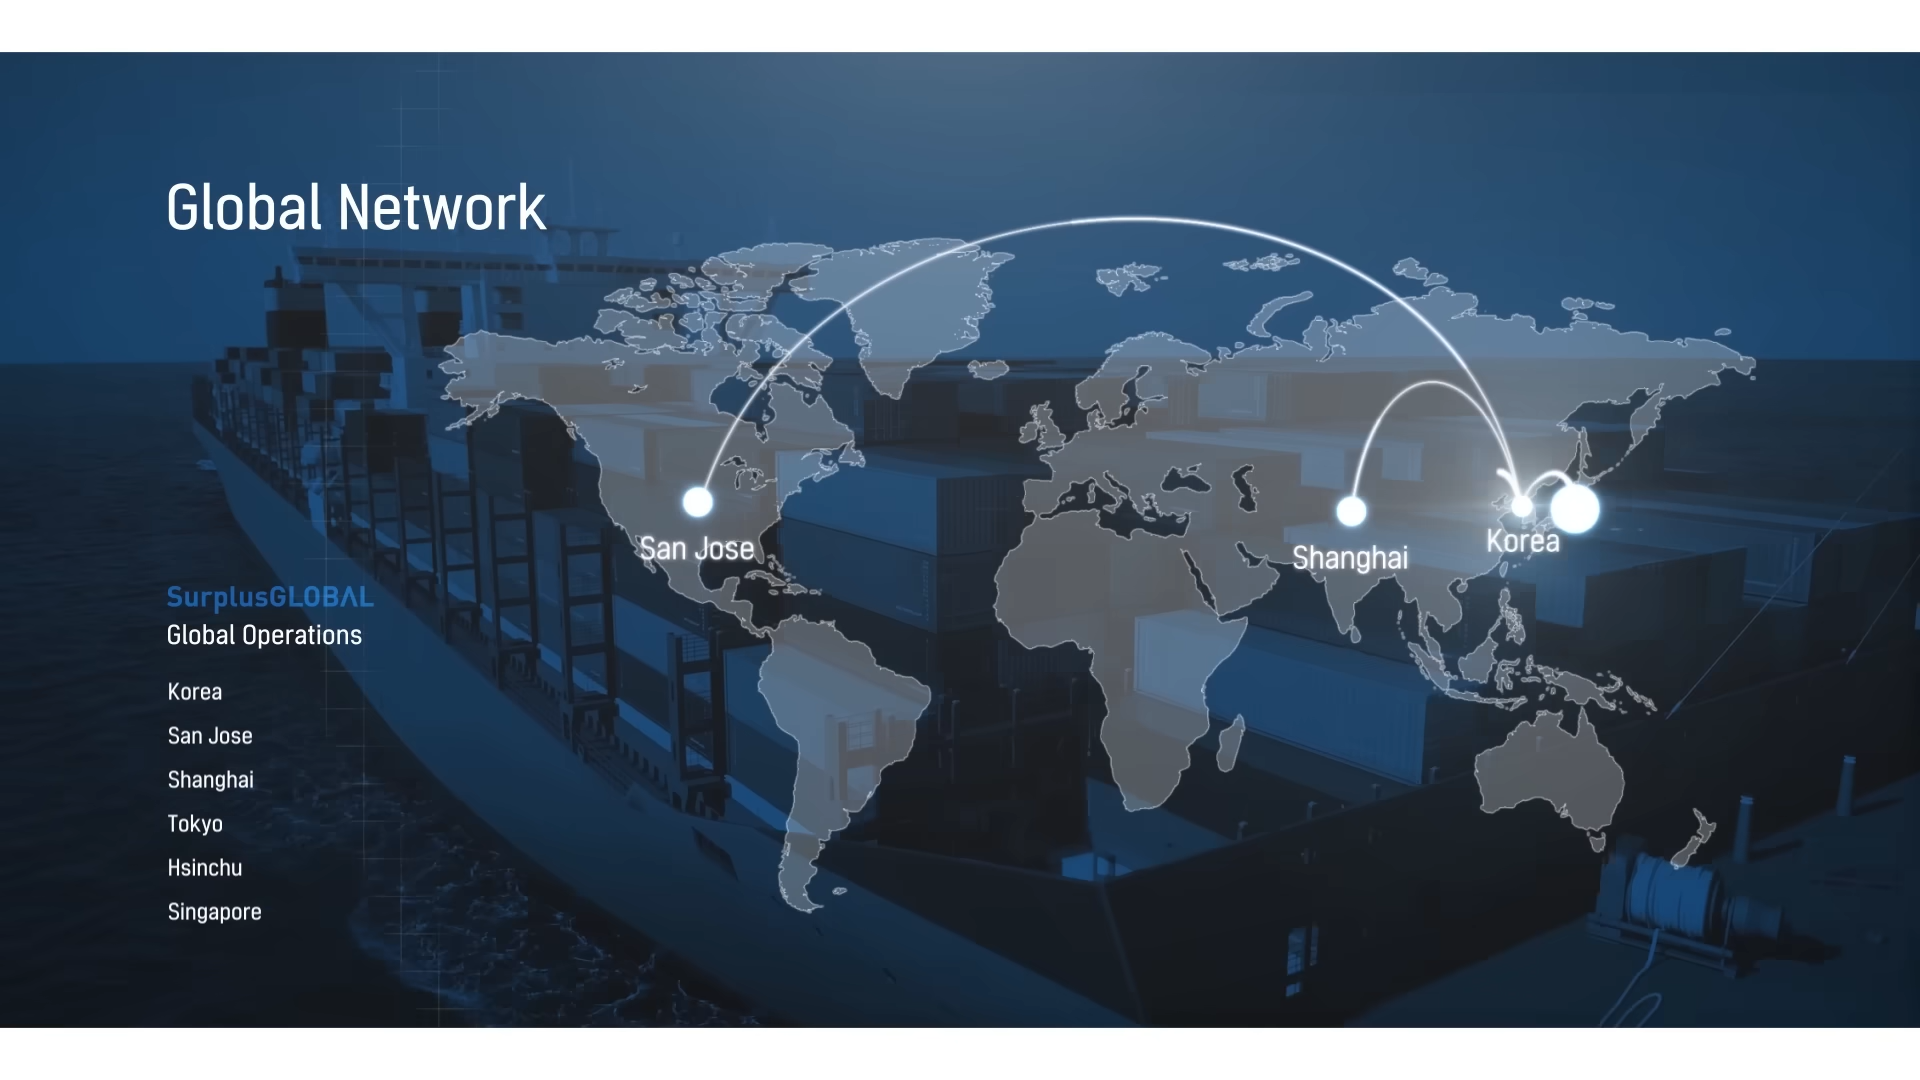 Global Network
San Jose
Shanghai
Korea
SurplusGLOBAL
Global Operations
Korea
San Jose
Shanghai
Tokyo
Hsinchu
Singapore